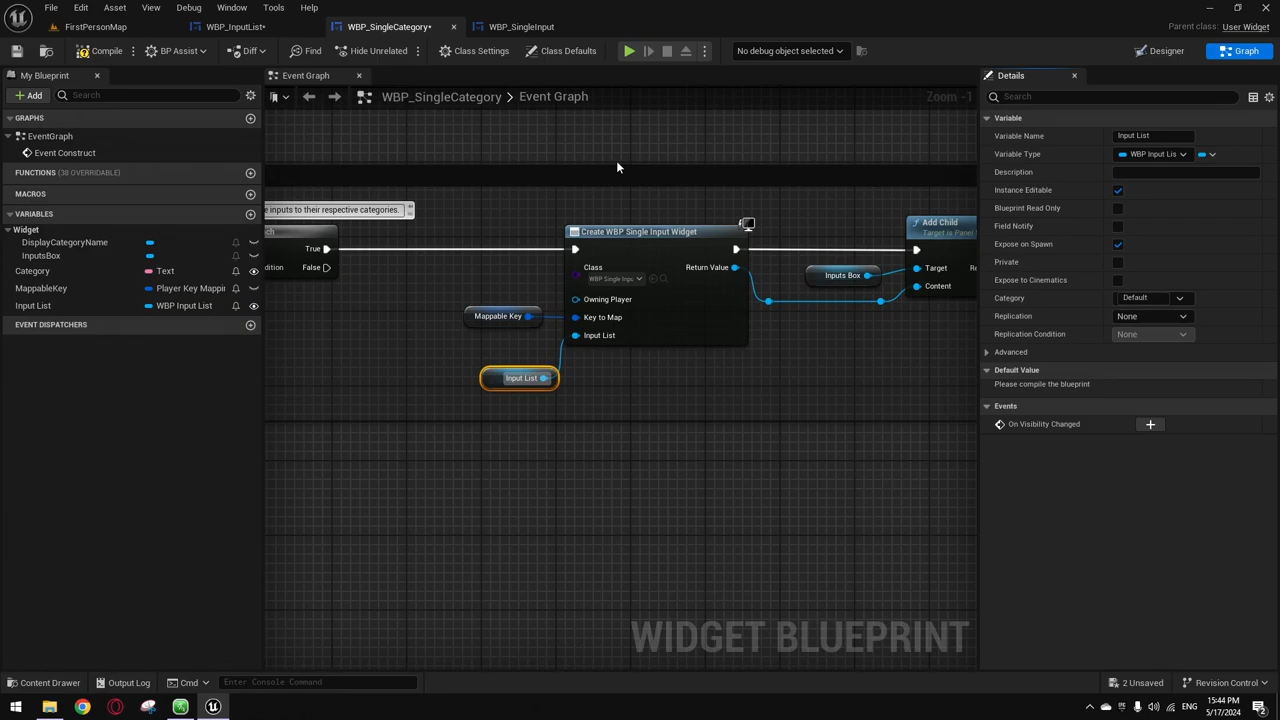 File Edit Asset View Debug Window Tools Help
FirstPersonMap WBP_InputList• WBP_SingleCategory• WBP_SingleInput Parent class: User Widget
Compile BP Assist Diff Find Hide Unrelated Class Settings Class Defaults No debug object selected Designer Graph
My Blueprint Event Graph Details
Add Search WBP_SingleCategory > Event Graph Zoom -1 Search
GRAPHS
EventGraph
Event Construct
FUNCTIONS (38 OVERRIDABLE)
MACROS
VARIABLES
Widget
DisplayCategoryName
InputsBox
Category Text
MappableKey Player Key Mappin
Input List WBP Input List
EVENT DISPATCHERS
e inputs to their respective categories.
True
False
Create WBP Single Input Widget
Class
WBP Single Inpu
Return Value
Owning Player
Key to Map
Input List
Mappable Key
Input List
Inputs Box
Add Child
Target is Panel
Target
Content
WIDGET BLUEPRINT
Variable
Variable Name Input List
Variable Type WBP Input Lis
Description
Instance Editable
Blueprint Read Only
Field Notify
Expose on Spawn
Private
Expose to Cinematics
Category Default
Replication None
Replication Condition None
Advanced
Default Value
Please compile the blueprint
Events
On Visibility Changed
Content Drawer Output Log Cmd Enter Console Command 2 Unsaved Revision Control
ENG 15:44 PM
5/17/2024